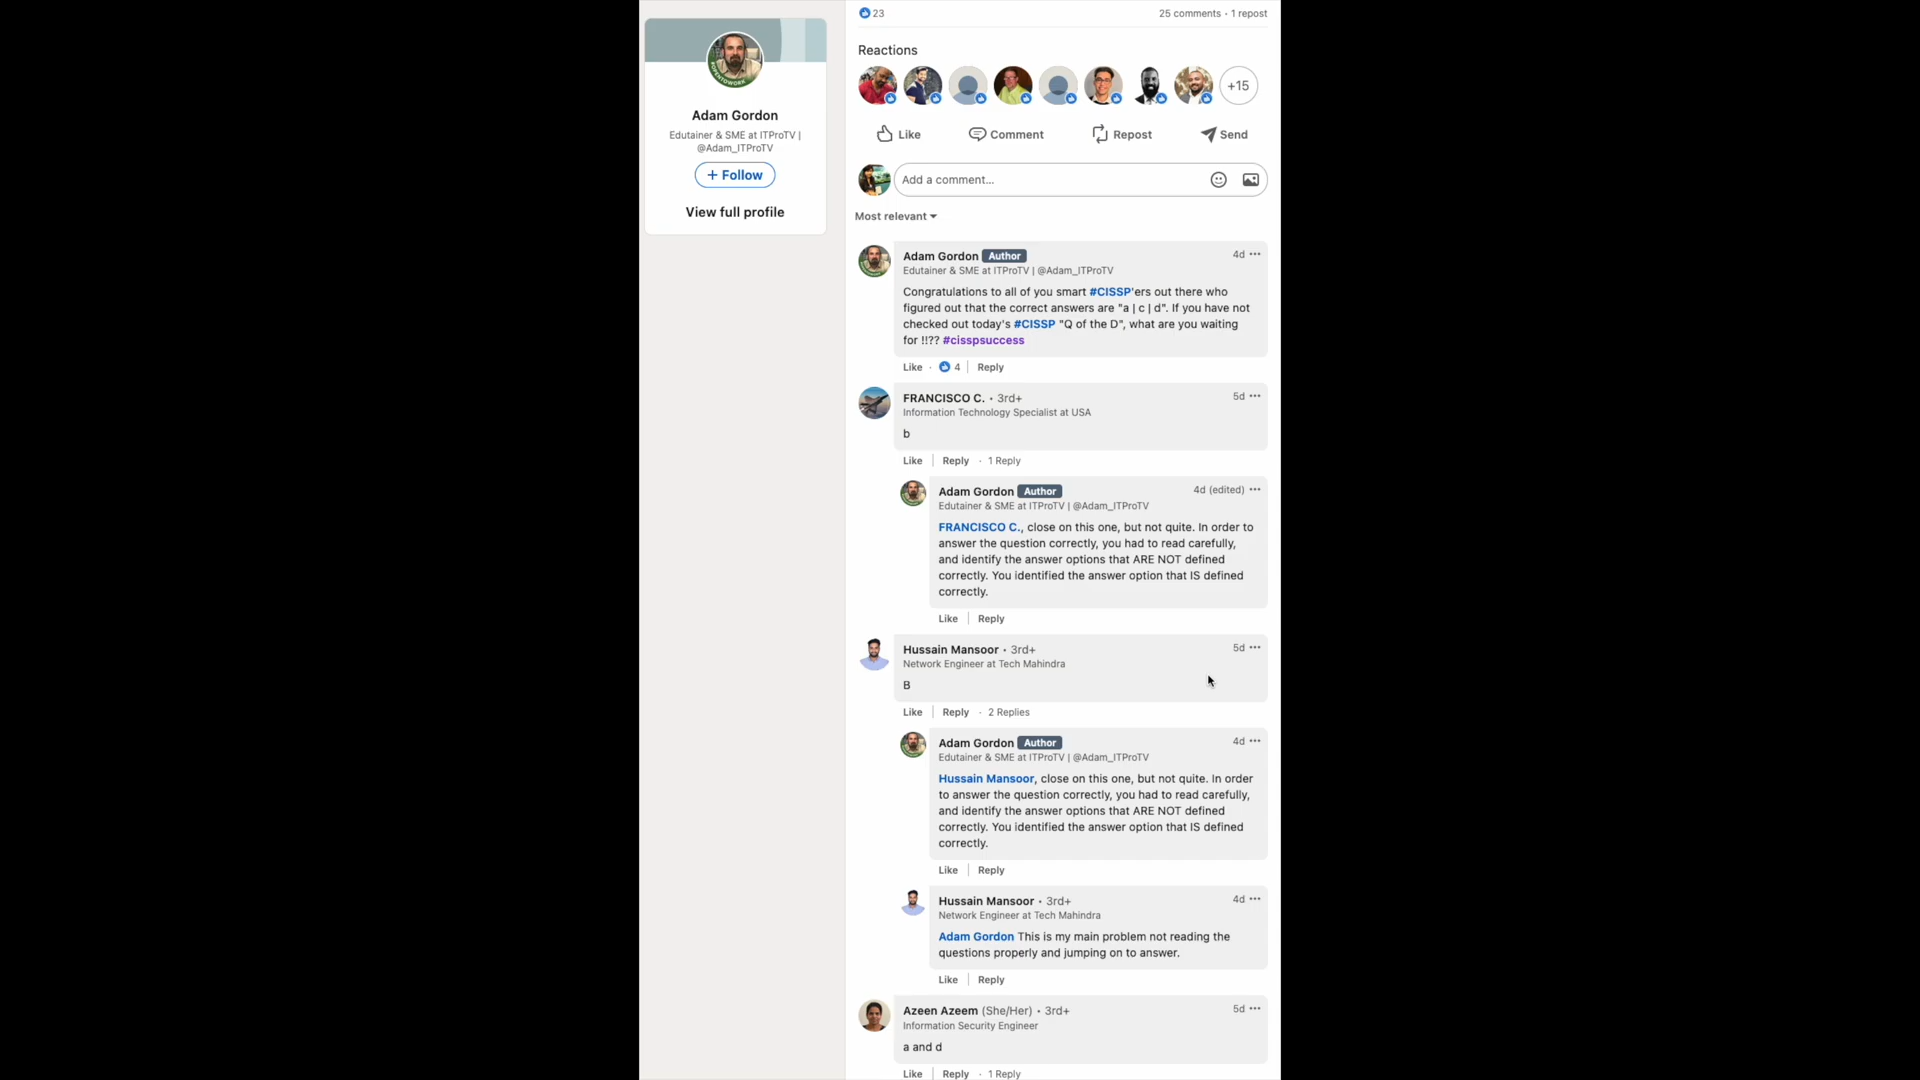 23
25 comments · 1 repost
Adam Gordon
Edutainer & SME at ITProTV |
@Adam_ITProTV
+ Follow
View full profile
Reactions
+15
Like
Comment
Repost
Send
Add a comment...
Most relevant
Adam Gordon Author
4d
Edutainer & SME at ITProTV | @Adam_ITProTV
Congratulations to all of you smart #CISSP'ers out there who
figured out that the correct answers are "a | c | d". If you have not
checked out today's #CISSP "Q of the D", what are you waiting
for !!?? #cisspsuccess
Like · 4 | Reply
FRANCISCO C. • 3rd+
5d
Information Technology Specialist at USA
b
Like | Reply · 1 Reply
Adam Gordon Author
4d (edited)
Edutainer & SME at ITProTV | @Adam_ITProTV
FRANCISCO C., close on this one, but not quite. In order to
answer the question correctly, you had to read carefully,
and identify the answer options that ARE NOT defined
correctly. You identified the answer option that IS defined
correctly.
Like | Reply
Hussain Mansoor • 3rd+
5d
Network Engineer at Tech Mahindra
B
Like | Reply · 2 Replies
Adam Gordon Author
4d
Edutainer & SME at ITProTV | @Adam_ITProTV
Hussain Mansoor, close on this one, but not quite. In order
to answer the question correctly, you had to read carefully,
and identify the answer options that ARE NOT defined
correctly. You identified the answer option that IS defined
correctly.
Like | Reply
Hussain Mansoor • 3rd+
4d
Network Engineer at Tech Mahindra
Adam Gordon This is my main problem not reading the
questions properly and jumping on to answer.
Like | Reply
Azeen Azeem (She/Her) • 3rd+
5d
Information Security Engineer
a and d
Like | Reply · 1 Reply